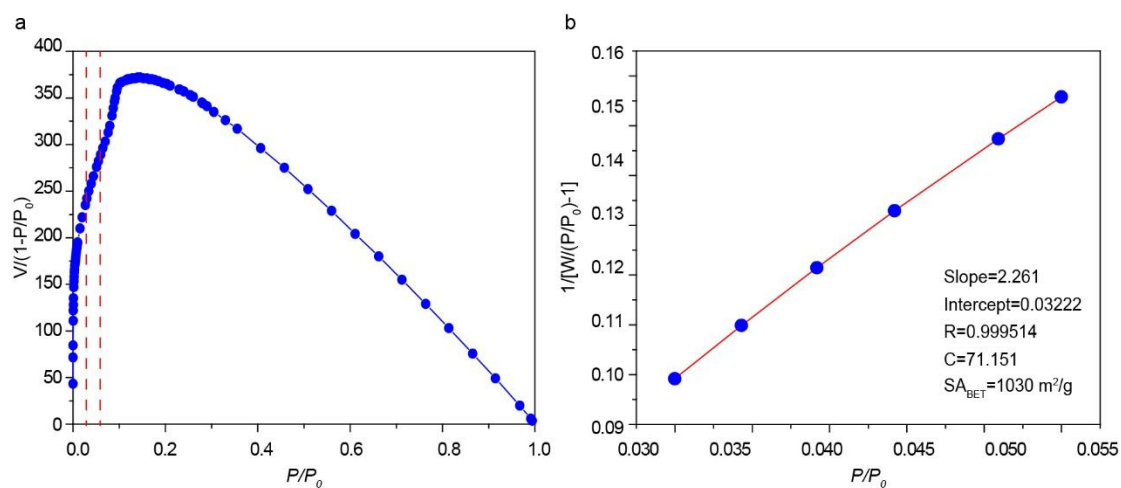 a
400
350
300
250
200
150
100
50
0
V/(1-P/P₀)
0.0
0.2
0.4
0.6
0.8
1.0
P/P₀
b
0.16
0.15
0.13
0.12
0.11
0.10
0.09
1/[W/(P/P₀)-1]
Slope=2.261
Intercept=0.03222
R=0.999514
C=71.151
SA_BET=1030 m²/g
0.030
0.035
0.040
0.045
0.050
0.055
P/P₀